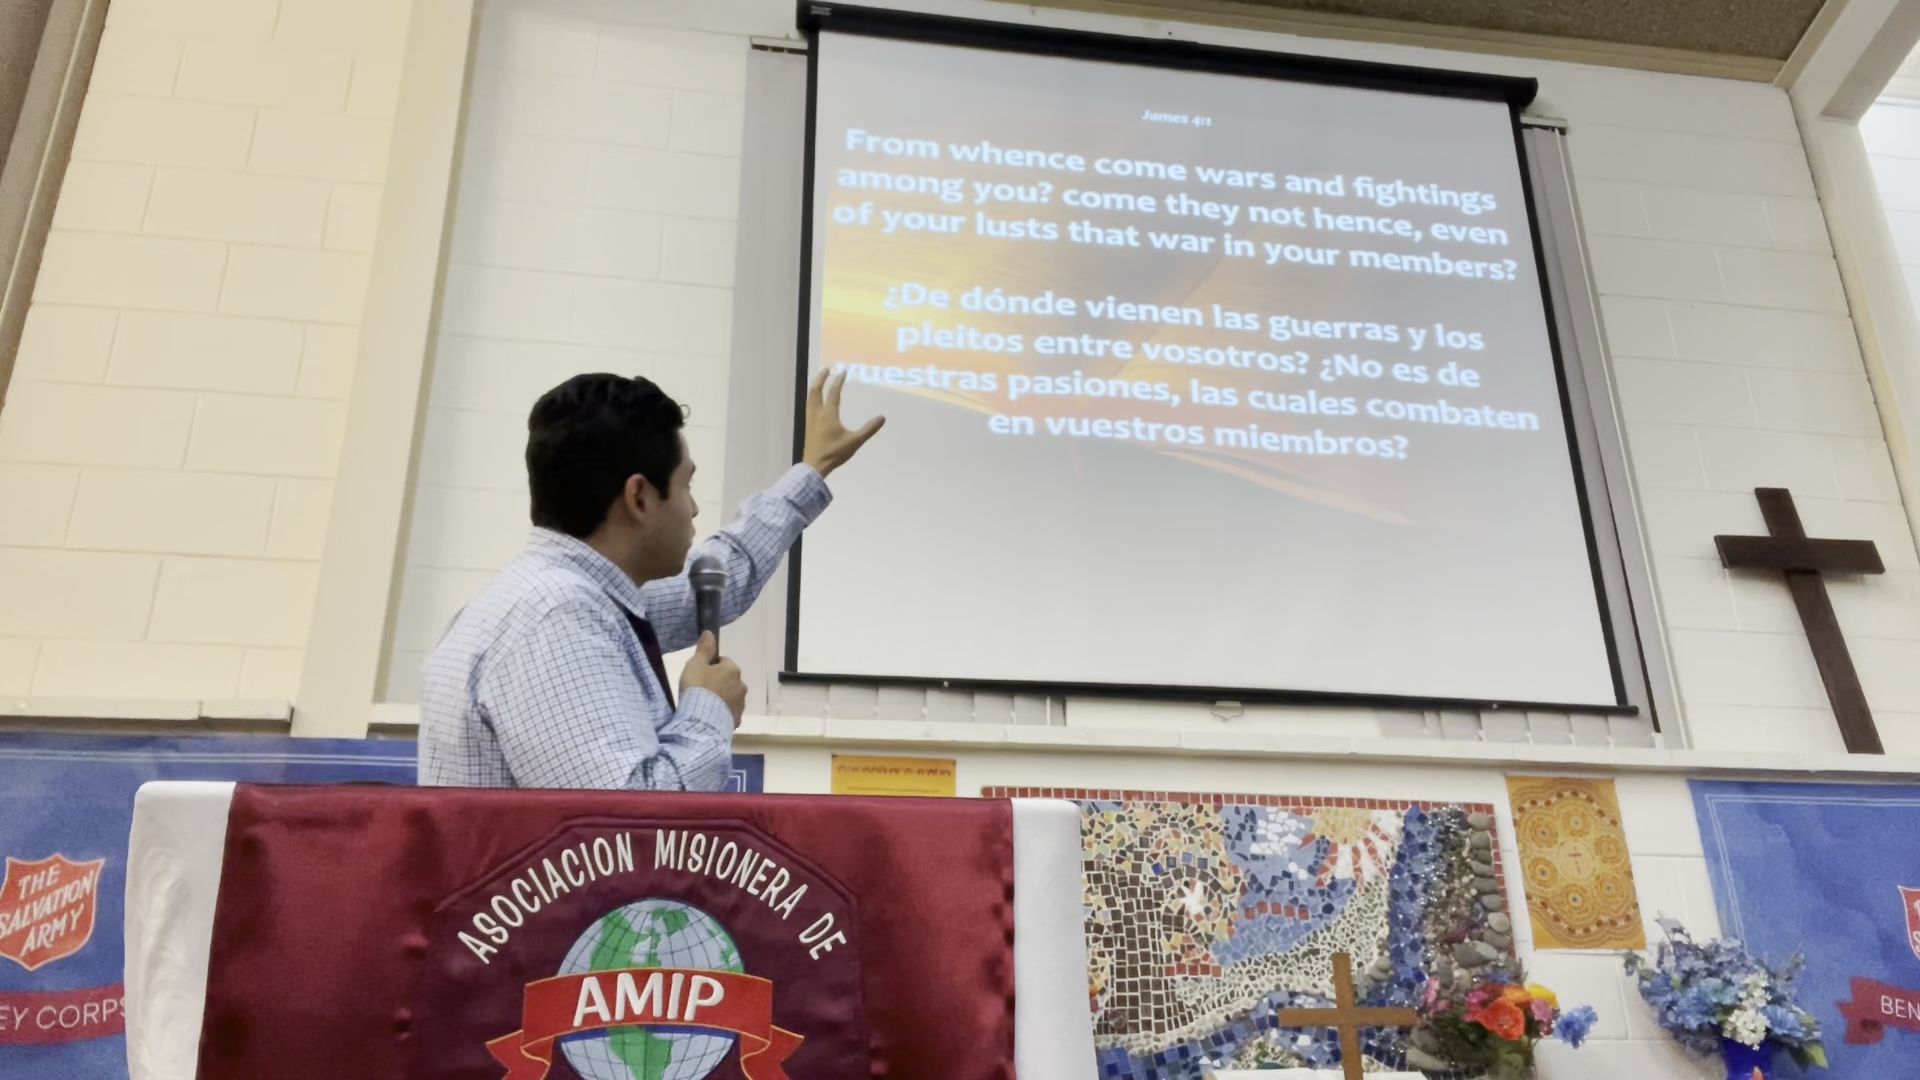 James 4:1
From whence come wars and fightings
among you? come they not hence, even
of your lusts that war in your members?
¿De dónde vienen las guerras y los
pleitos entre vosotros? ¿No es de
vuestras pasiones, las cuales combaten
en vuestros miembros?
ASOCIACION MISIONERA DE
AMIP
THE
SALVATION
ARMY
EY CORPS
BEN